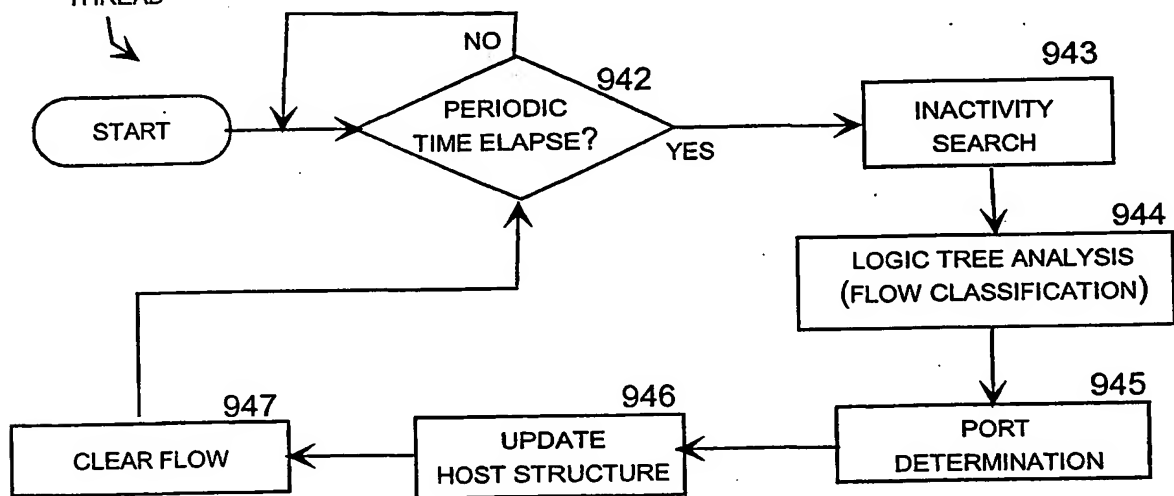 THREAD
NO
942
943
START
PERIODIC
TIME ELAPSE?
YES
INACTIVITY
SEARCH
944
LOGIC TREE ANALYSIS
(FLOW CLASSIFICATION)
945
PORT
DETERMINATION
946
UPDATE
HOST STRUCTURE
947
CLEAR FLOW